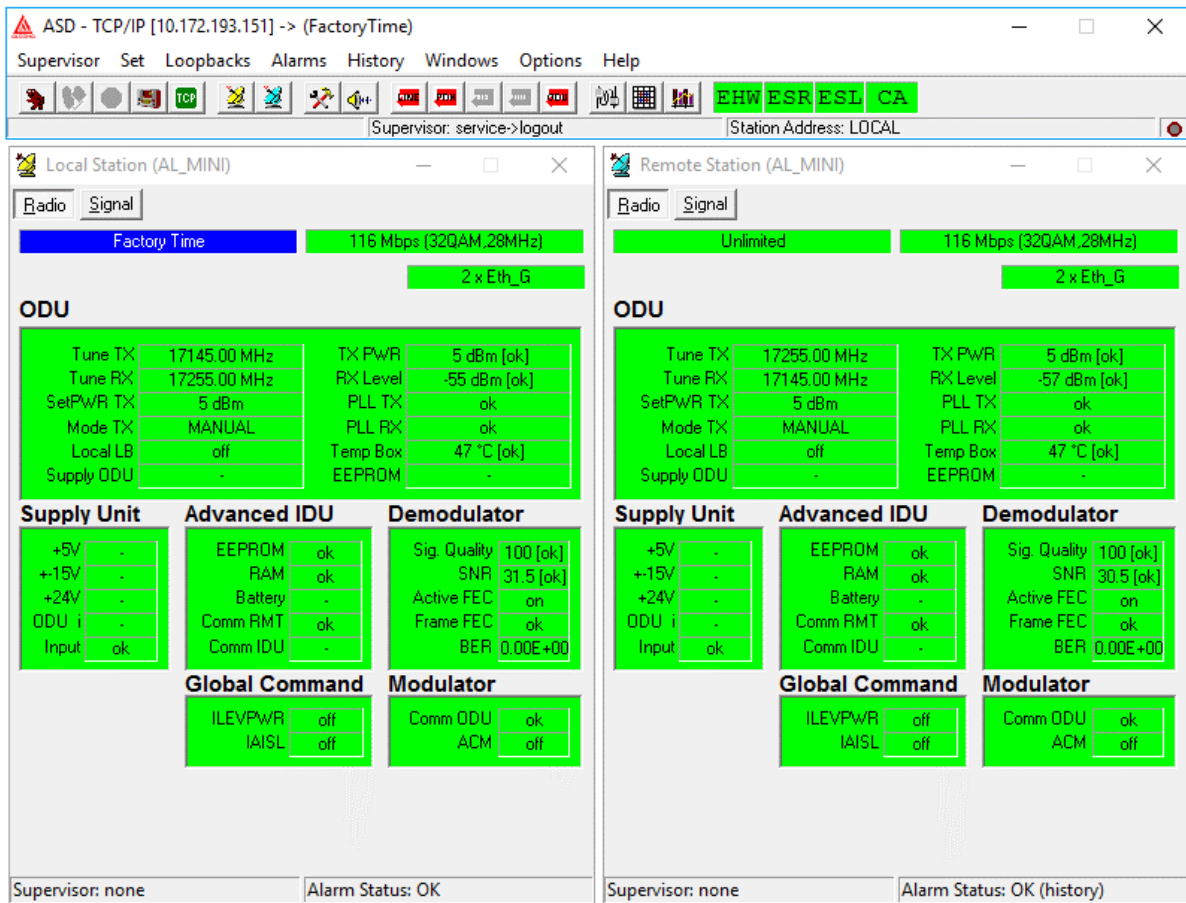 ASD - TCP/IP [10.172.193.151] -> (FactoryTime)
Supervisor Set Loopbacks Alarms History Windows Options Help
TCP EHW ESR ESL CA
Supervisor: service->logout Station Address: LOCAL
Local Station (AL_MINI)
Radio Signal
Factory Time 116 Mbps (32QAM,28MHz)
2 x Eth_G
ODU
Tune TX 17145.00 MHz TX PWR 5 dBm [ok]
Tune RX 17255.00 MHz RX Level -55 dBm [ok]
SetPWR TX 5 dBm PLL TX ok
Mode TX MANUAL PLL RX ok
Local LB off Temp Box 47 °C [ok]
Supply ODU - EEPROM -
Supply Unit Advanced IDU Demodulator
+5V - EEPROM ok Sig. Quality 100 [ok]
+-15V - RAM ok SNR 31.5 [ok]
+24V - Battery - Active FEC on
ODU i - Comm RMT ok Frame FEC ok
Input ok Comm IDU - BER 0.00E+00
Global Command Modulator
ILEVPWR off Comm ODU ok
IAISL off ACM off
Supervisor: none Alarm Status: OK
Remote Station (AL_MINI)
Radio Signal
Unlimited 116 Mbps (32QAM,28MHz)
2 x Eth_G
ODU
Tune TX 17255.00 MHz TX PWR 5 dBm [ok]
Tune RX 17145.00 MHz RX Level -57 dBm [ok]
SetPWR TX 5 dBm PLL TX ok
Mode TX MANUAL PLL RX ok
Local LB off Temp Box 47 °C [ok]
Supply ODU - EEPROM -
Supply Unit Advanced IDU Demodulator
+5V - EEPROM ok Sig. Quality 100 [ok]
+-15V - RAM ok SNR 30.5 [ok]
+24V - Battery - Active FEC on
ODU i - Comm RMT ok Frame FEC ok
Input ok Comm IDU - BER 0.00E+00
Global Command Modulator
ILEVPWR off Comm ODU ok
IAISL off ACM off
Supervisor: none Alarm Status: OK (history)